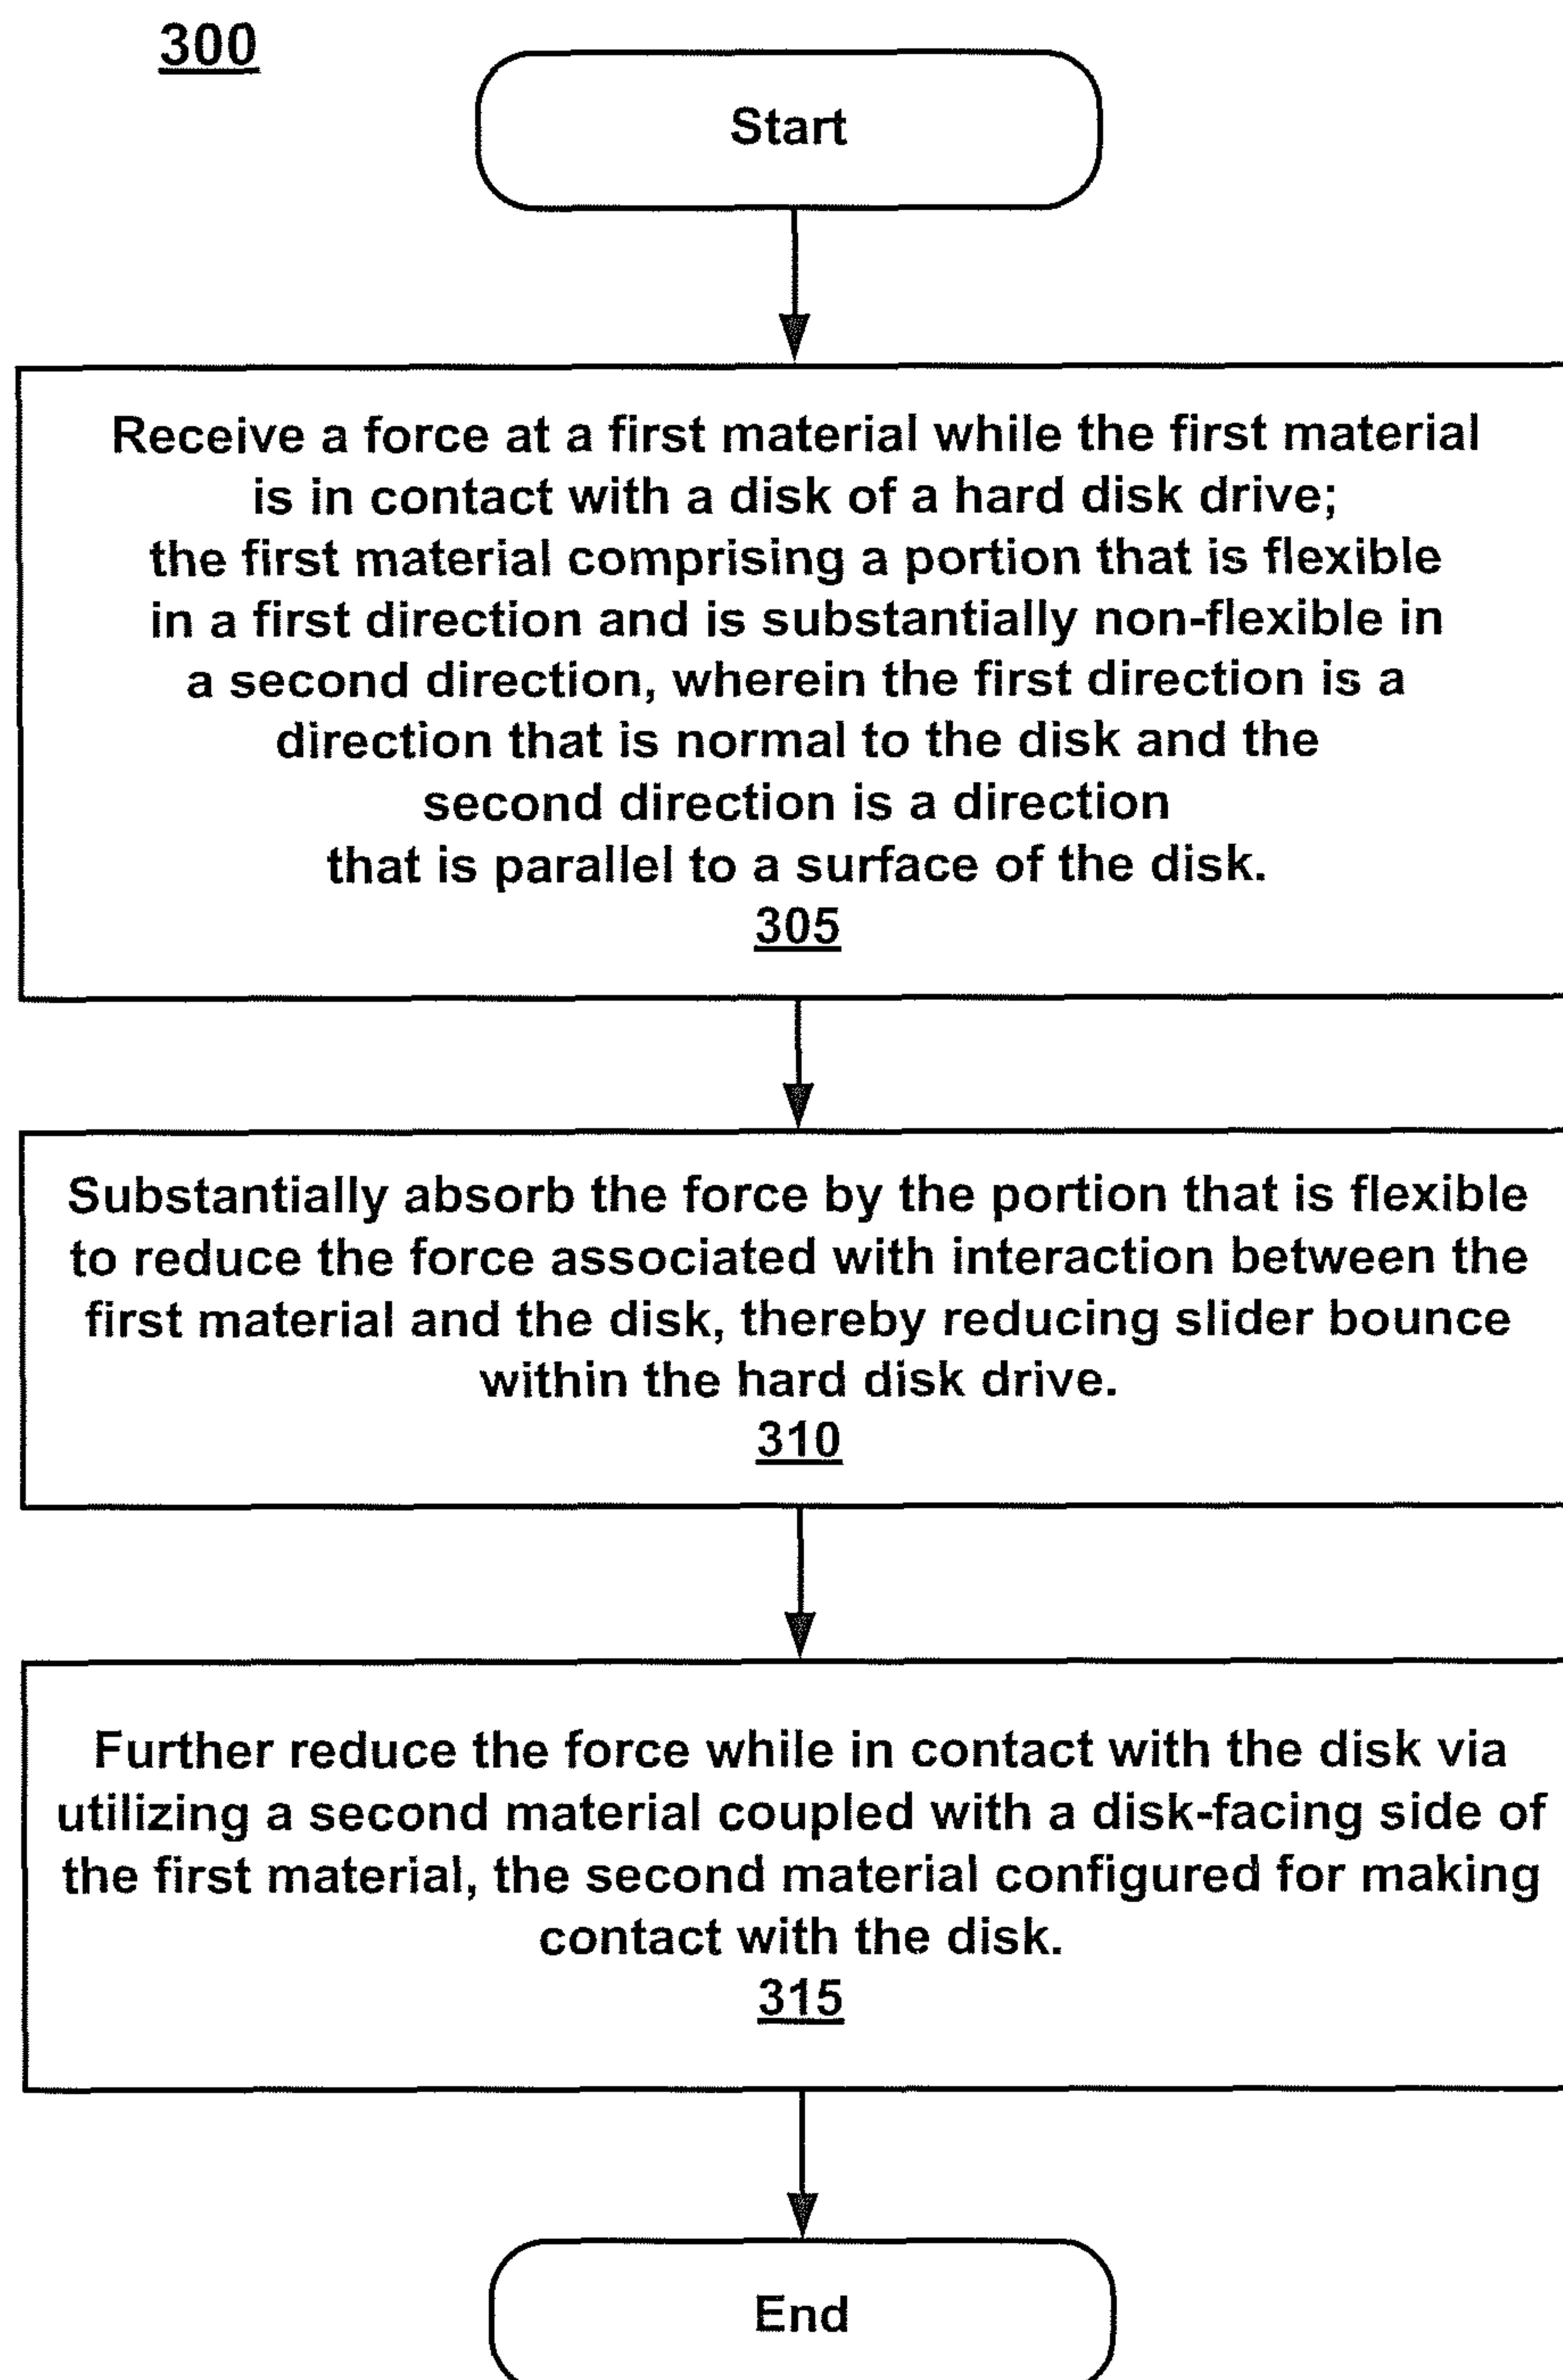 300
Start
Receive a force at a first material while the first material
is in contact with a disk of a hard disk drive;
the first material comprising a portion that is flexible
in a first direction and is substantially non-flexible in
a second direction, wherein the first direction is a
direction that is normal to the disk and the
second direction is a direction
that is parallel to a surface of the disk.
305
Substantially absorb the force by the portion that is flexible
to reduce the force associated with interaction between the
first material and the disk, thereby reducing slider bounce
within the hard disk drive.
310
Further reduce the force while in contact with the disk via
utilizing a second material coupled with a disk-facing side of
the first material, the second material configured for making
contact with the disk.
315
End